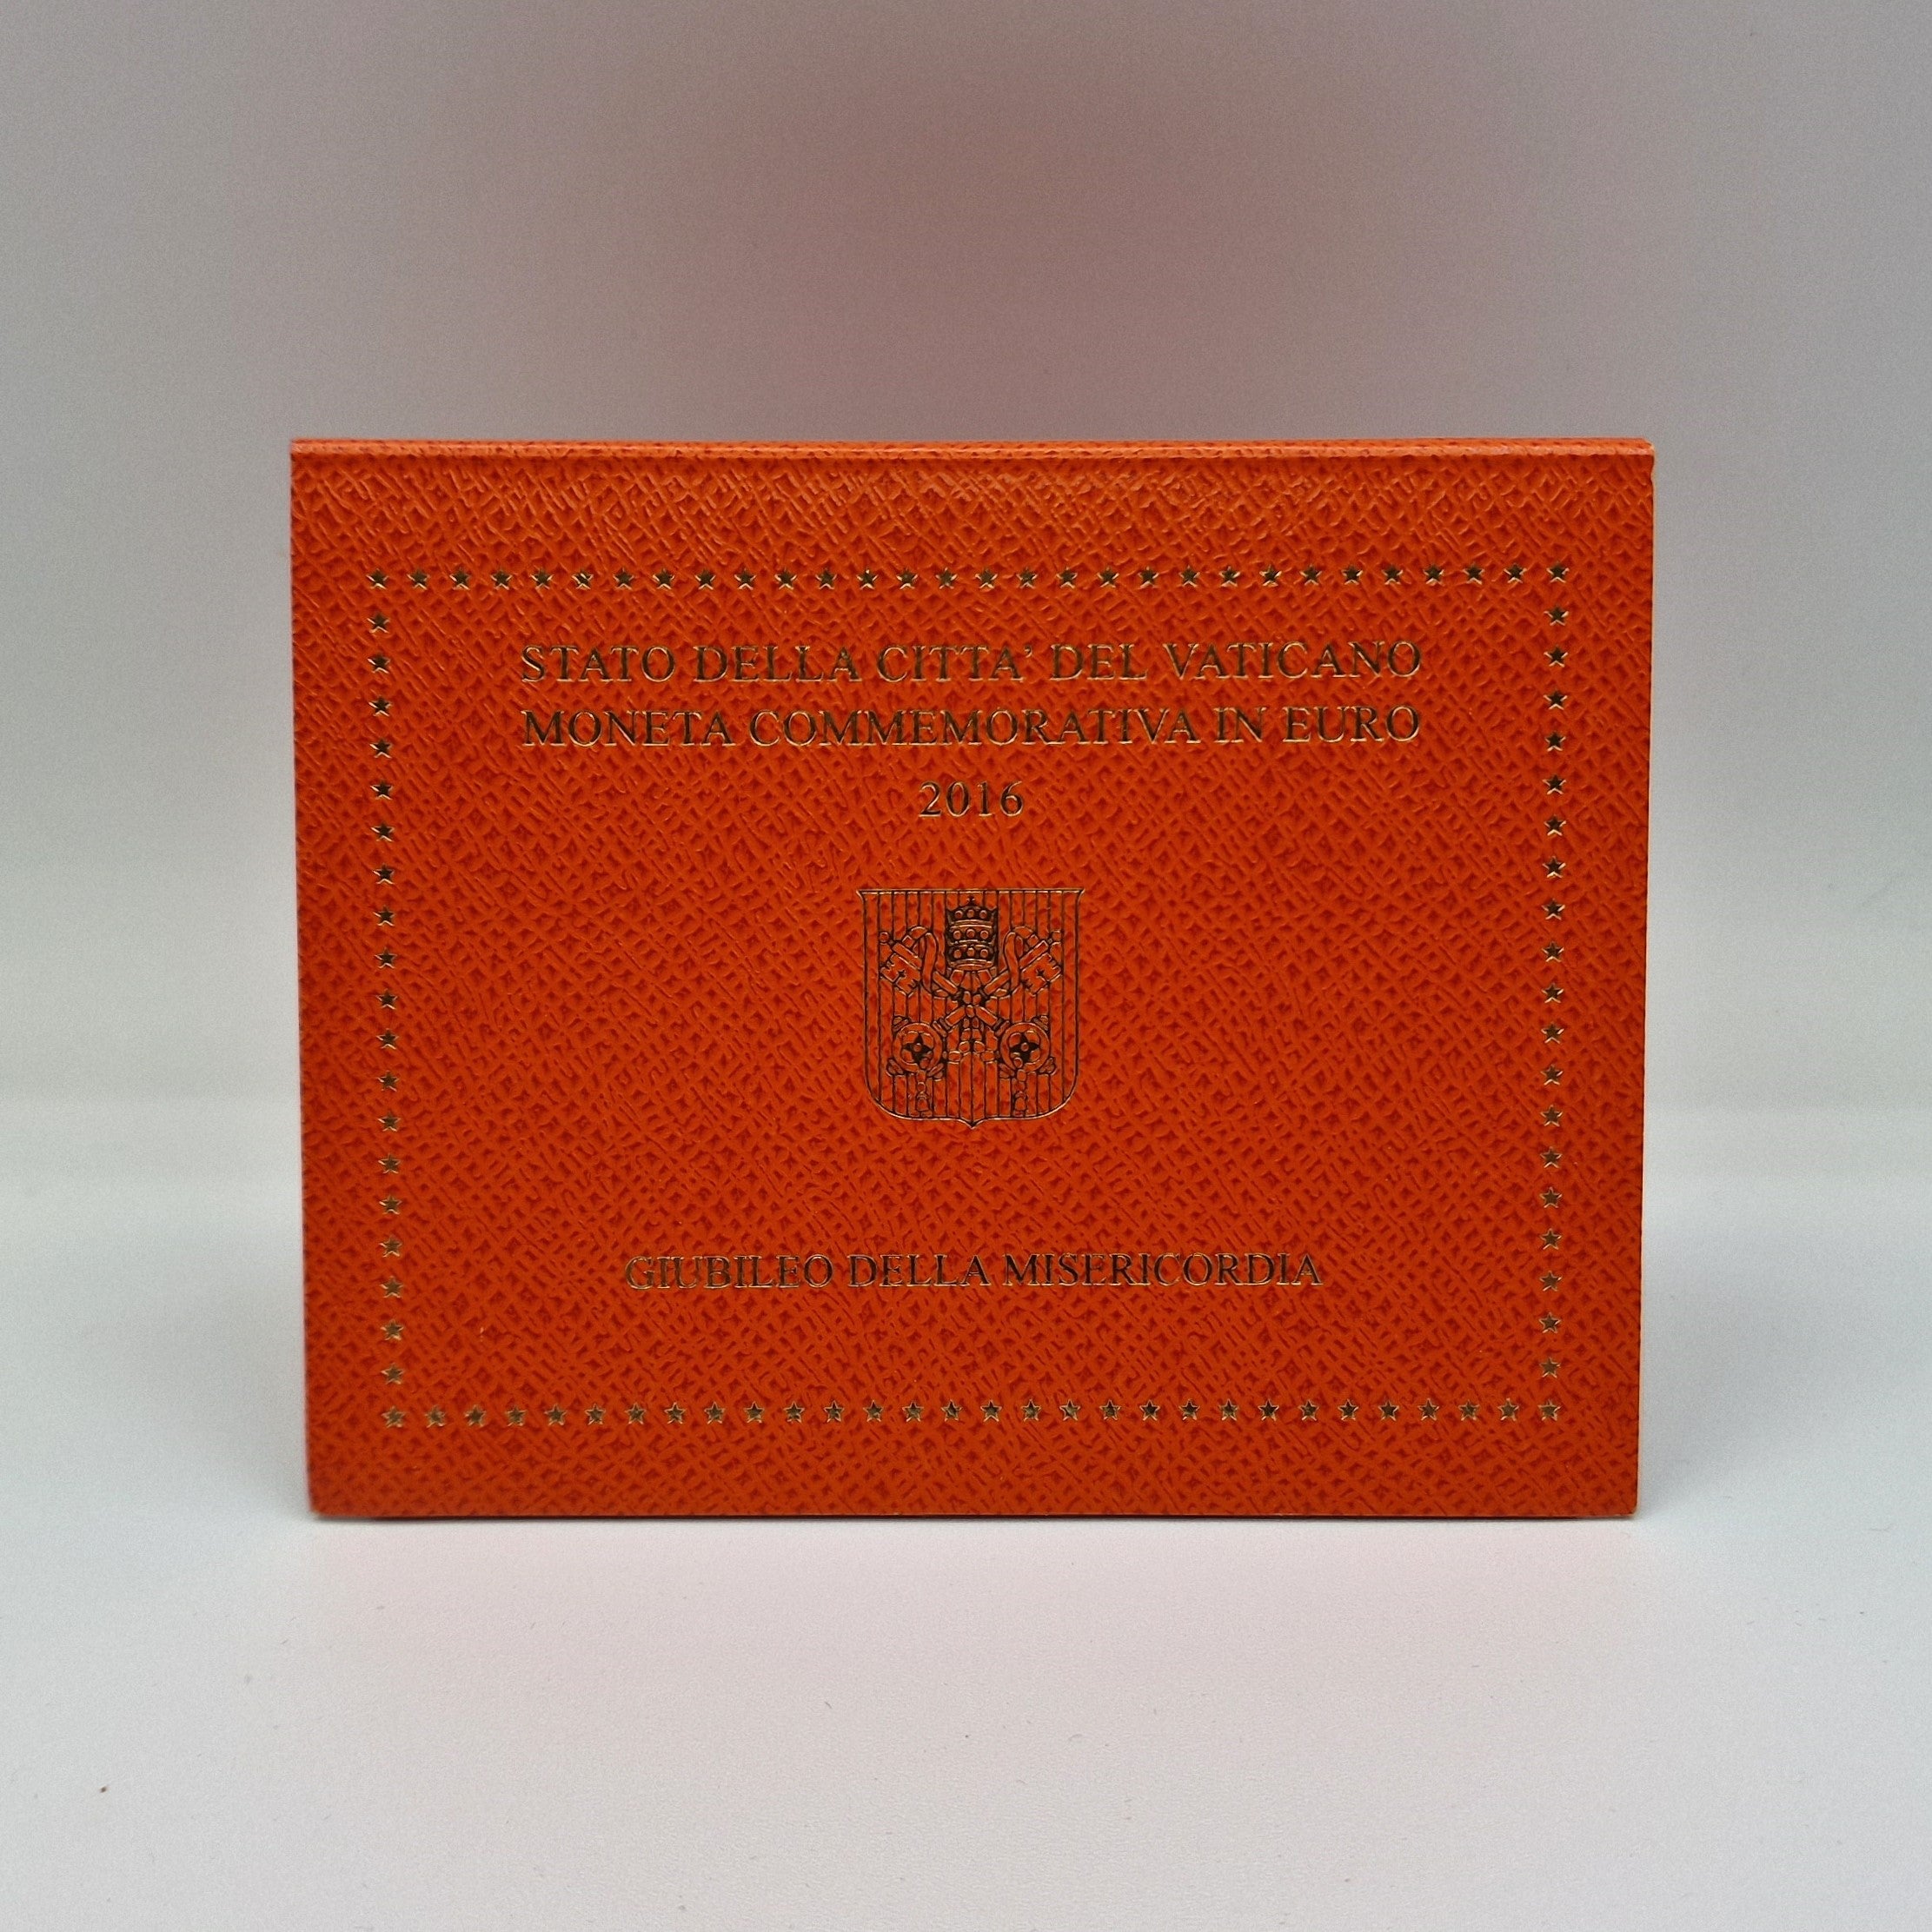 STATO DELLA CITTA' DEL VATICANO
MONETA COMMEMORATIVA IN EURO
2016
GIUBILEO DELLA MISERICORDIA